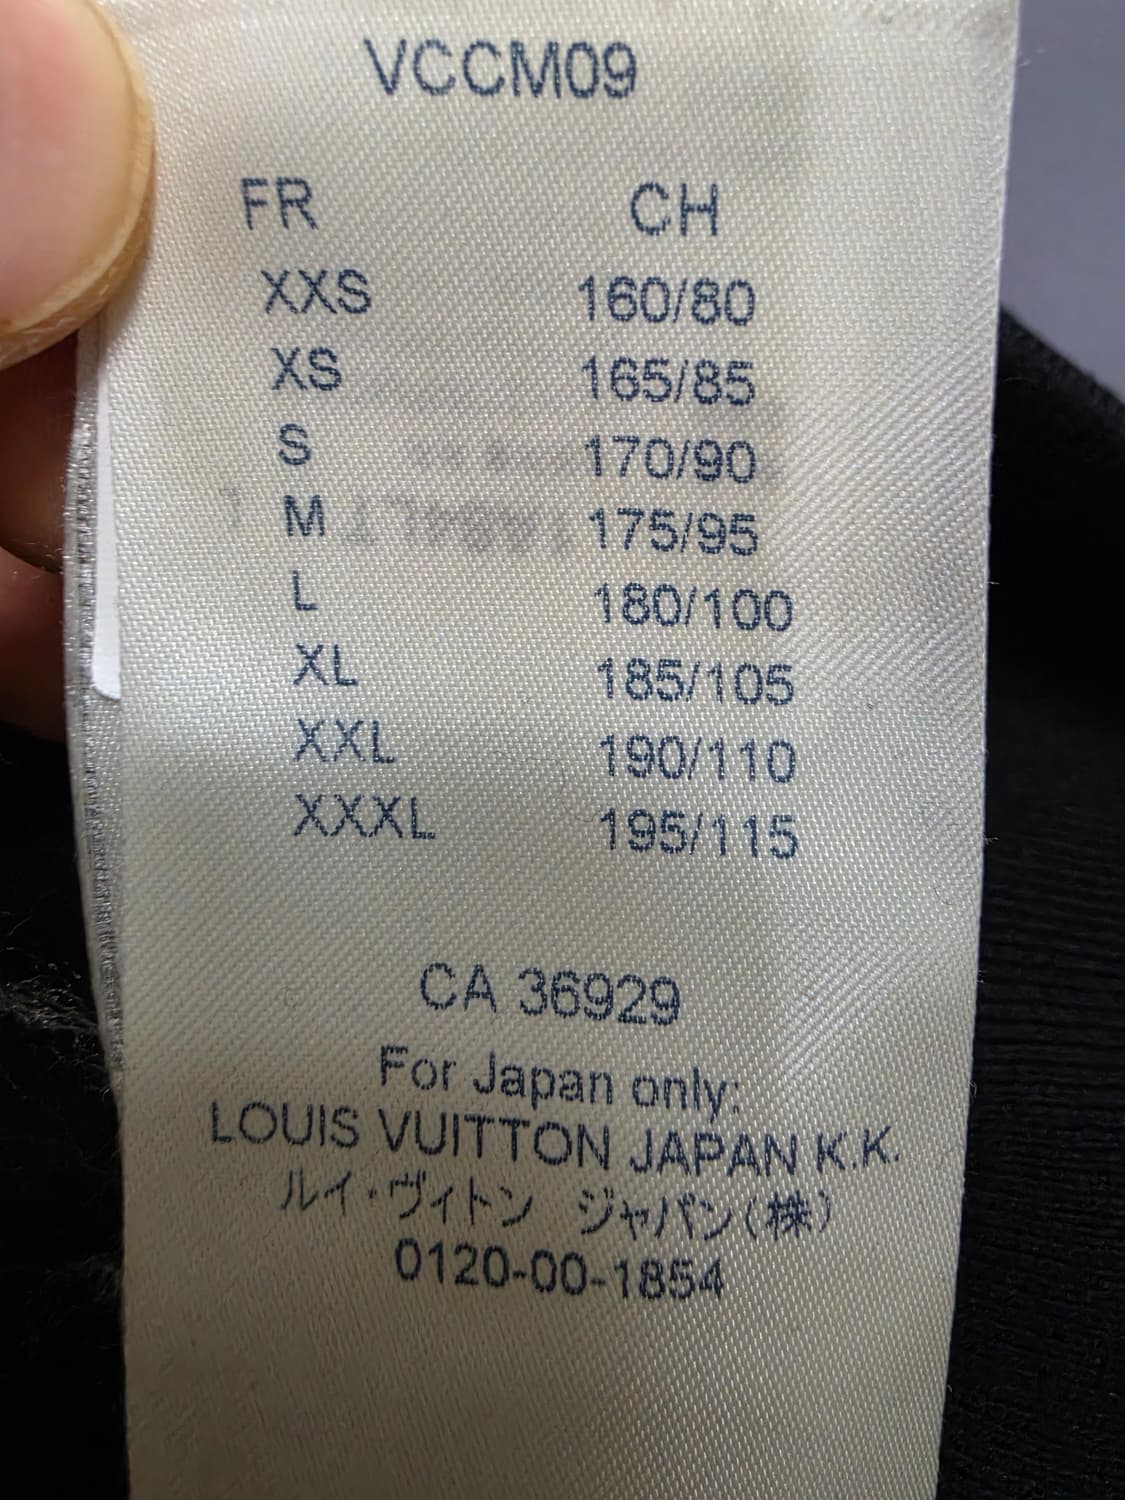 VCCM09
FR CH
XXS 160/80
XS 165/85
S 170/90
M 175/95
L 180/100
XL 185/105
XXL 190/110
XXXL 195/115
CA 36929
For Japan only:
LOUIS VUITTON JAPAN K.K.
ルイ・ヴィトン ジャパン(株)
0120-00-1854